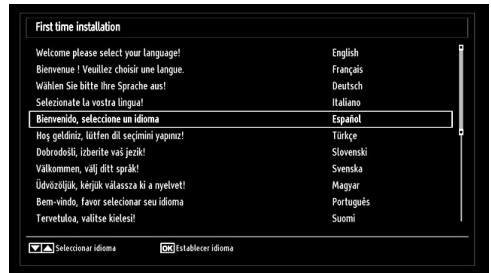 First time installation
Welcome please select your language! English
Bienvenue ! Veuillez choisir une langue. Français
Wählen Sie bitte Ihre Sprache aus! Deutsch
Selezionate la vostra lingua! Italiano
Bienvenido, seleccione un idioma Español
Hoş geldiniz, lütfen dil seçimini yapınız! Türkçe
Dobrodošli, izberite vaš jezik! Slovenski
Välkommen, välj ditt språk! Svenska
Üdvözöljük, kérjük válassza ki a nyelvet! Magyar
Bem-vindo, favor selecionar seu idioma Português
Tervetuloa, valitse kielesi! Suomi
Seleccionar idioma OK Establecer idioma